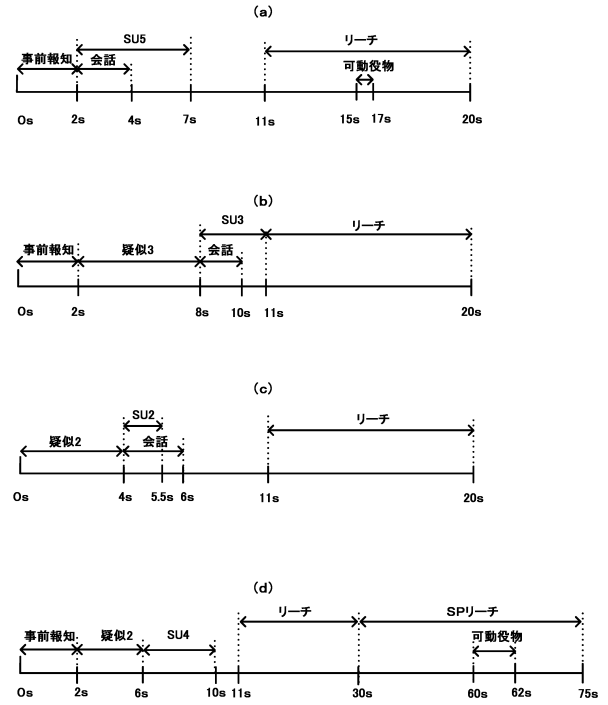 (a)
SU5
リーチ
事前報知
会話
可動役物
0s
2s
4s
7s
11s
15s
17s
20s
(b)
SU3
リーチ
事前報知
疑似3
会話
0s
2s
8s
10s
11s
20s
(c)
SU2
リーチ
疑似2
会話
0s
4s
5.5s
6s
11s
20s
(d)
リーチ
SPリーチ
事前報知
疑似2
SU4
可動役物
0s
2s
6s
10s
11s
30s
60s
62s
75s